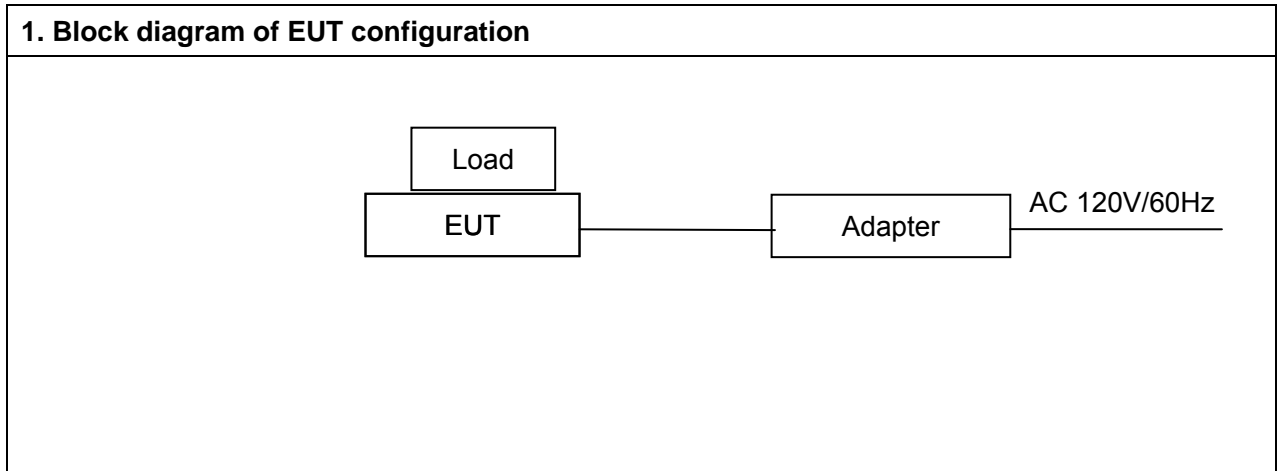 1. Block diagram of EUT configuration
Load
EUT
Adapter
AC 120V/60Hz